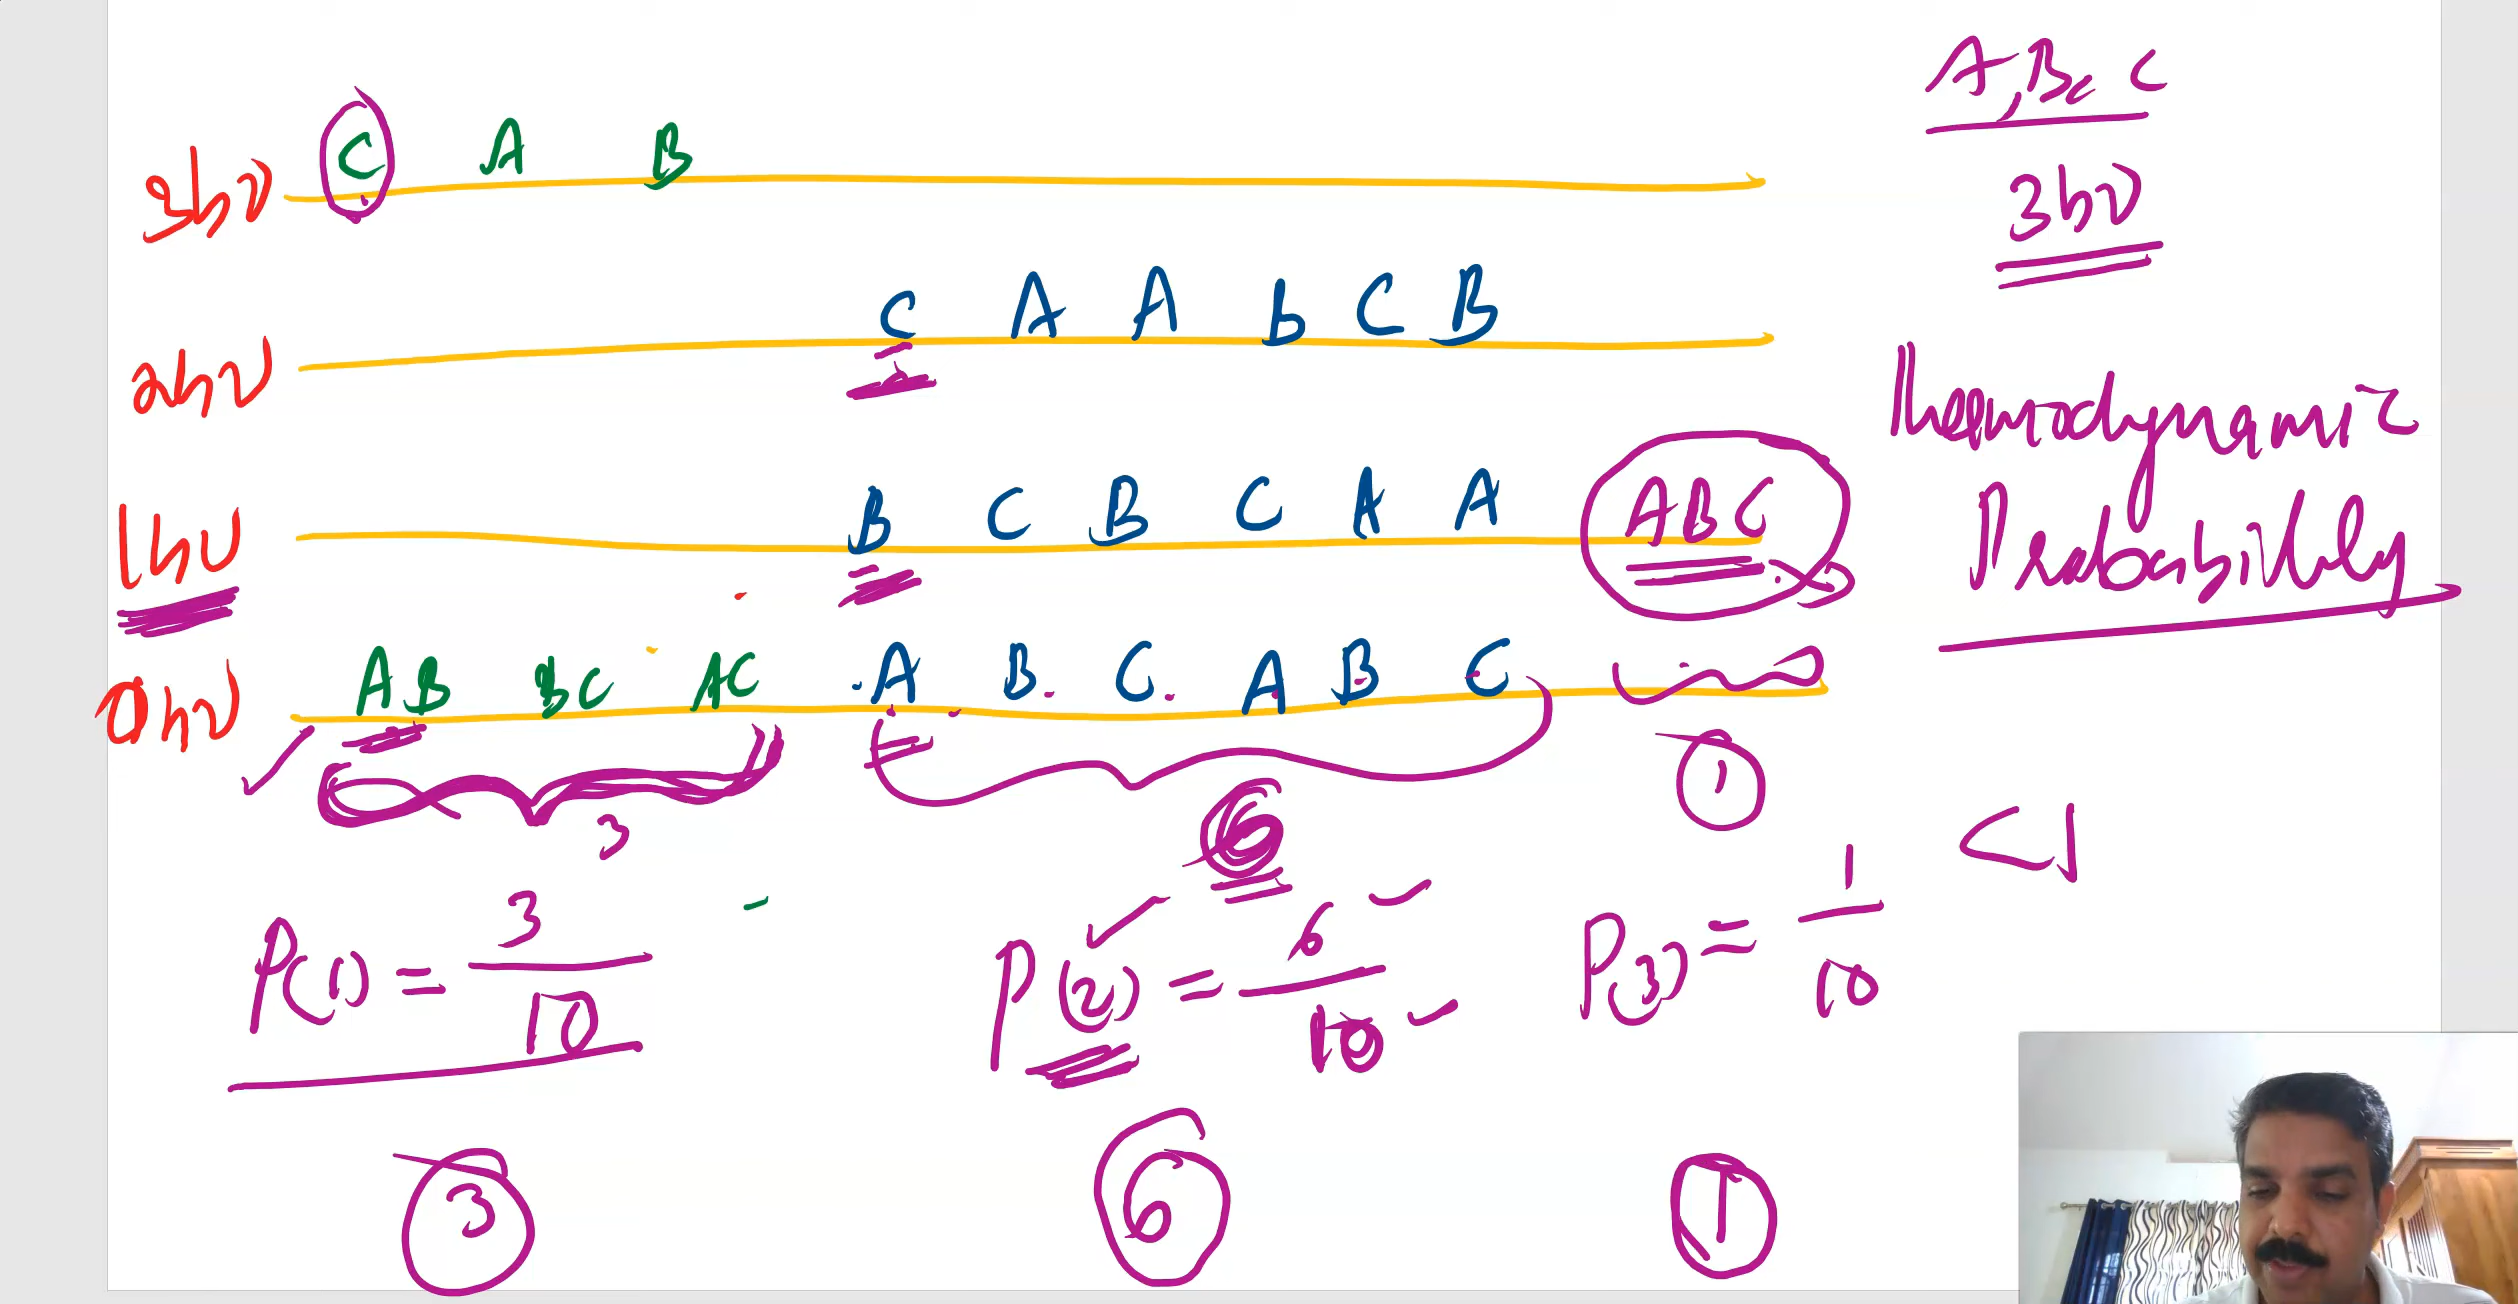 A, B, C
3hν
3hν C A B
2hν C A A b C B
1hν B C B C A A ABC
0hν AB BC AC A B C A B C
Thermodynamic
Probability
3 6 1
<1
P(1) = 3/10
P(2) = 6/10
P(3) = 1/10
3 6 1